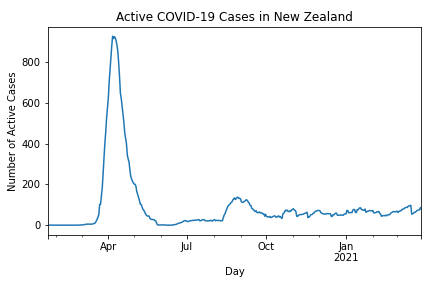 Active COVID-19 Cases in New Zealand
Number of Active Cases
800
600
400
200
0
Apr
Jul
Oct
Jan
2021
Day